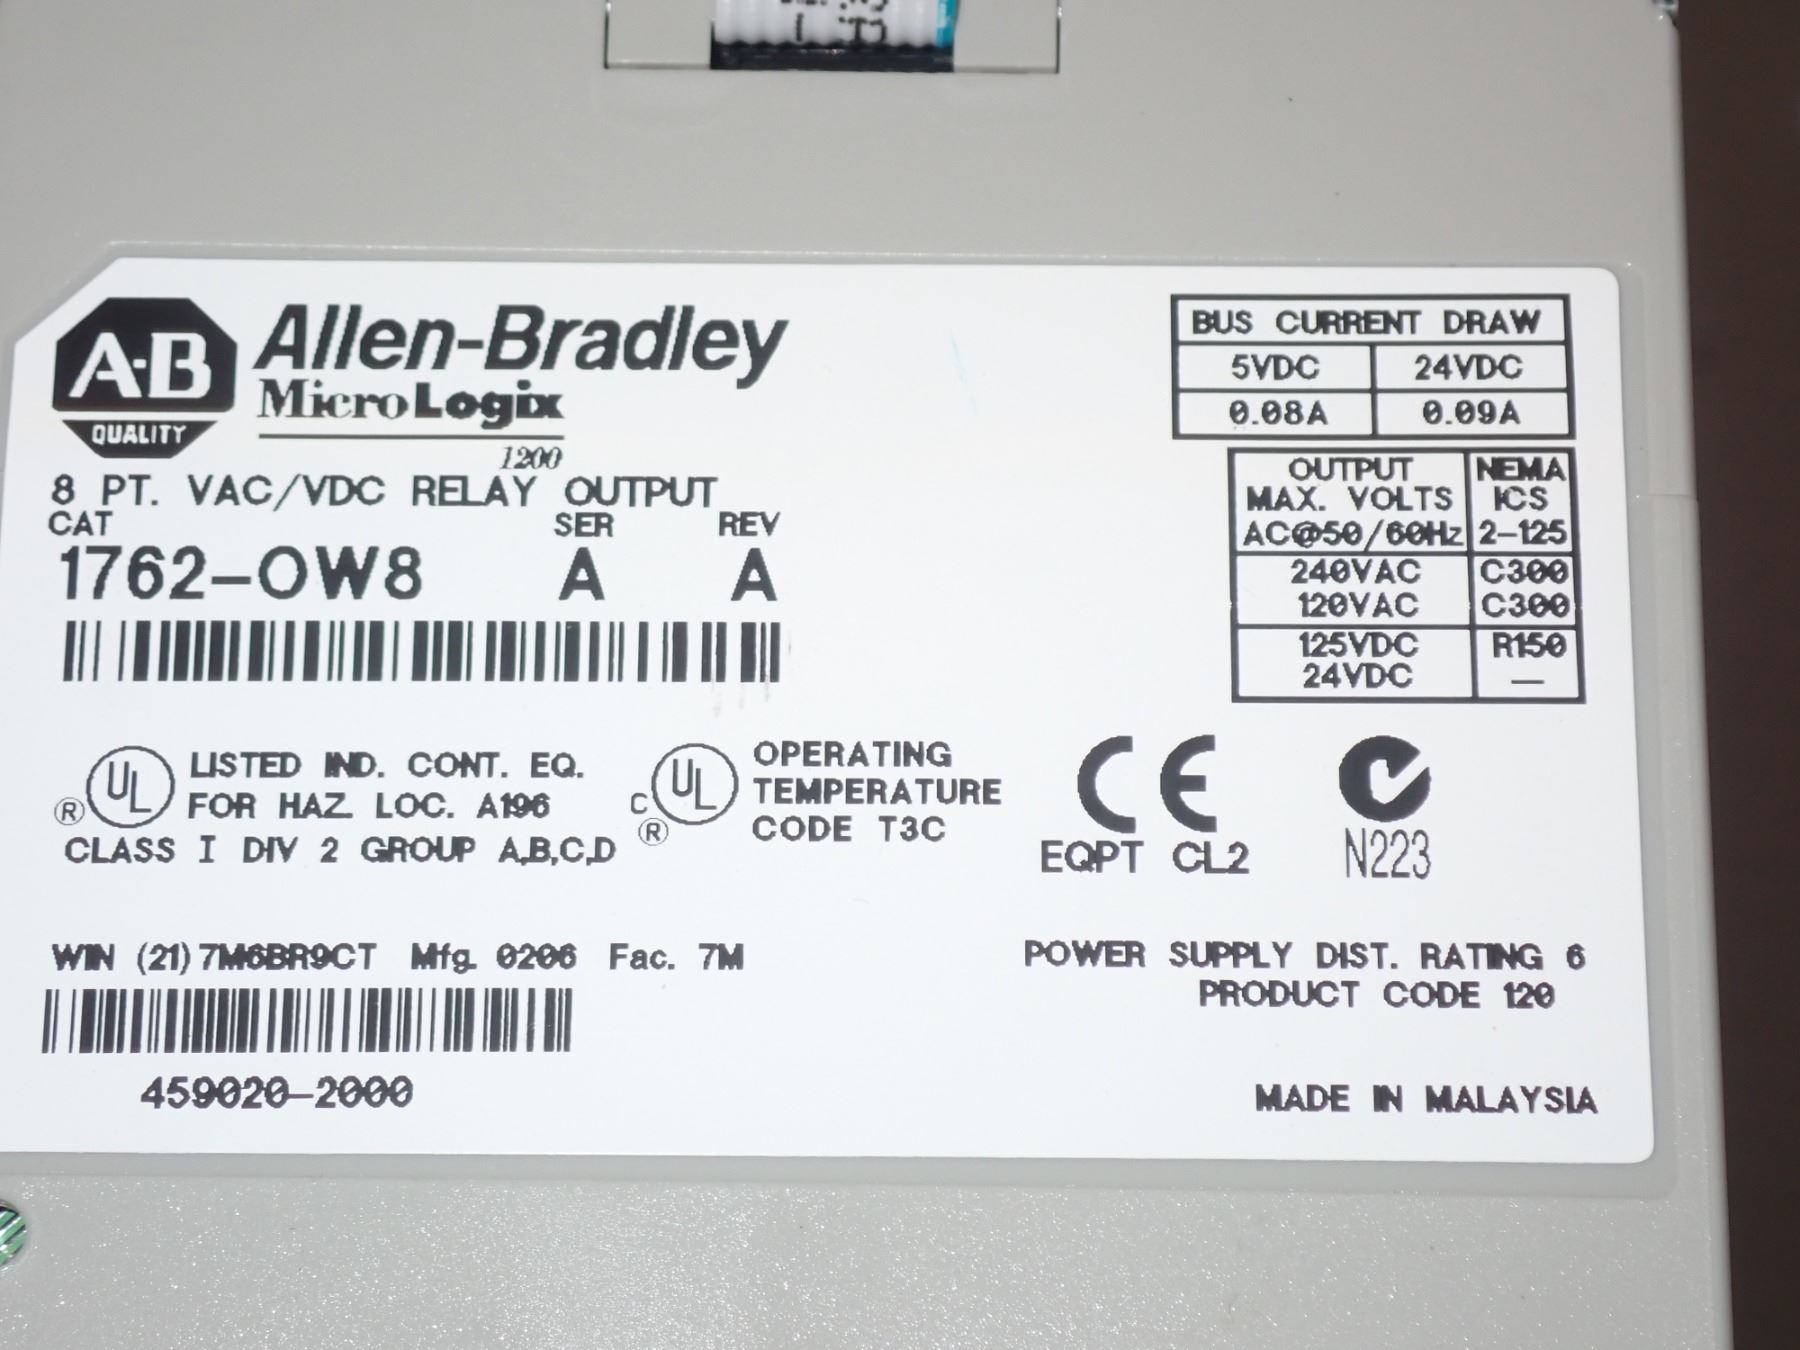 A-B
QUALITY
Allen-Bradley
MicroLogix
1200
8 PT. VAC/VDC RELAY OUTPUT
CAT SER REV
1762-OW8 A A
BUS CURRENT DRAW
5VDC 24VDC
0.08A 0.09A
OUTPUT NEMA
MAX. VOLTS ICS
AC@50/60Hz 2-125
240VAC C300
120VAC C300
125VDC R150
24VDC —
UL LISTED IND. CONT. EQ.
® FOR HAZ. LOC. A196
CLASS I DIV 2 GROUP A,B,C,D
C UL ®
OPERATING
TEMPERATURE
CODE T3C
CE
EQPT CL2
N223
WIN (21) 7M6BR9CT Mfg. 0206 Fac. 7M
459020-2000
POWER SUPPLY DIST. RATING 6
PRODUCT CODE 120
MADE IN MALAYSIA